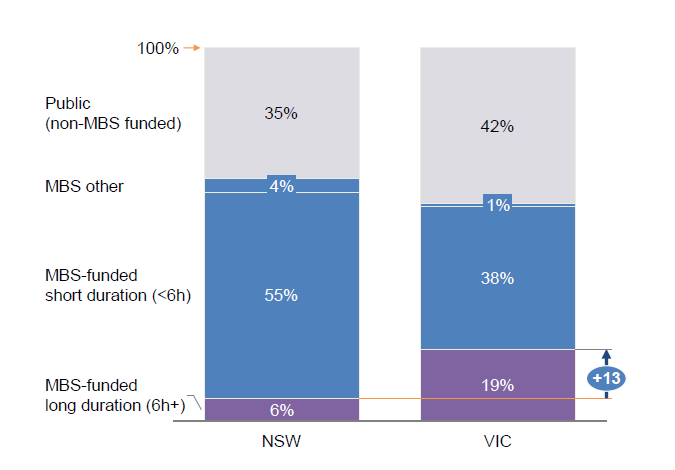 100%
Public
(non-MBS funded)
35%
42%
MBS other
4%
1%
MBS-funded
short duration (<6h)
55%
38%
MBS-funded
long duration (6h+)
6%
19%
+13
NSW
VIC